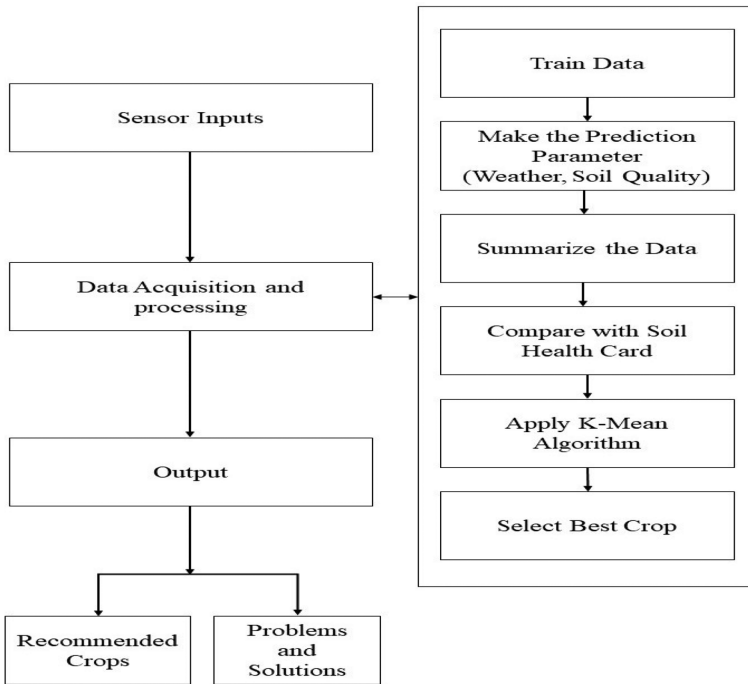 Sensor Inputs
Data Acquisition and
processing
Output
Recommended
Crops
Problems
and
Solutions
Train Data
Make the Prediction
Parameter
(Weather, Soil Quality)
Summarize the Data
Compare with Soil
Health Card
Apply K-Mean
Algorithm
Select Best Crop